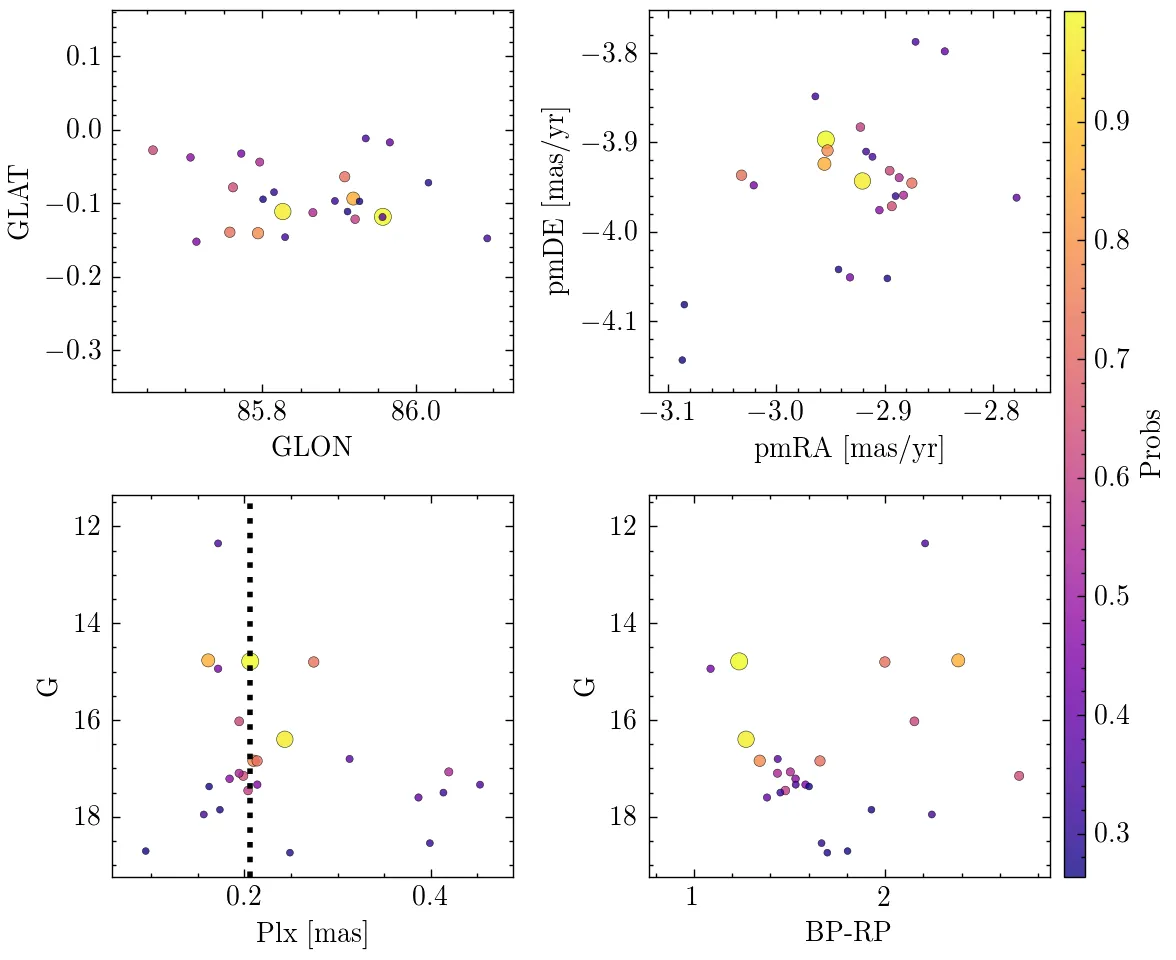 0.1
0.0
−0.1
−0.2
−0.3
GLAT
85.8 86.0
GLON
−3.8
−3.9
−4.0
−4.1
pmDE [mas/yr]
−3.1 −3.0 −2.9 −2.8
pmRA [mas/yr]
12
14
16
18
G
0.2 0.4
Plx [mas]
12
14
16
18
G
1 2
BP-RP
0.9
0.8
0.7
0.6
0.5
0.4
0.3
Probs